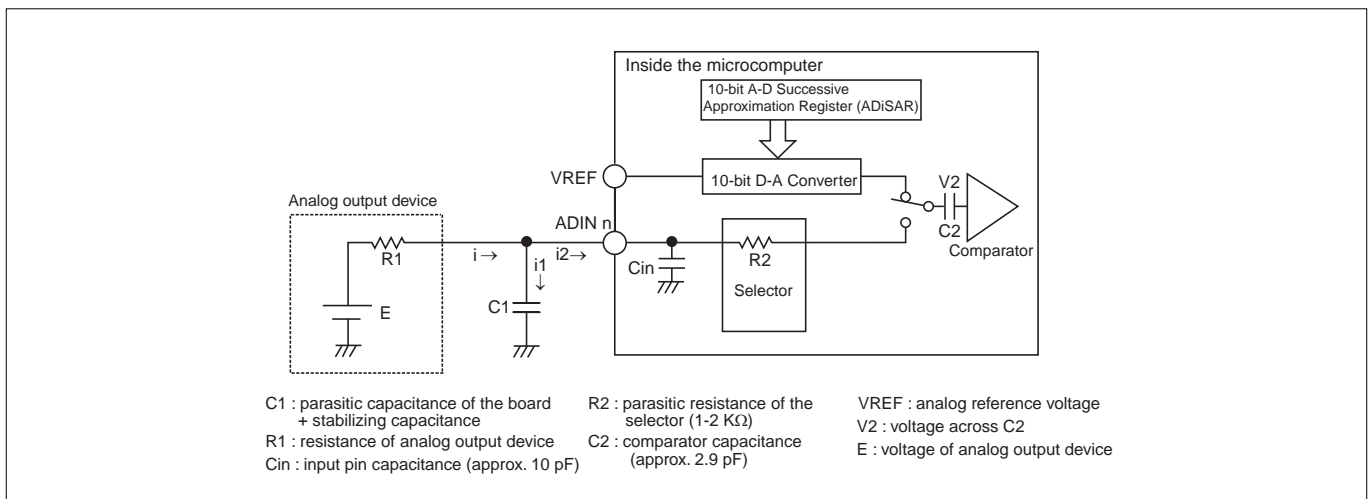 Inside the microcomputer
10-bit A-D Successive
Approximation Register (ADiSAR)
VREF
10-bit D-A Converter
V2
C2
Comparator
Analog output device
ADIN n
R1
i →
i1
↓
i2→
Cin
R2
Selector
C1
E
C1 : parasitic capacitance of the board
+ stabilizing capacitance
R1 : resistance of analog output device
Cin : input pin capacitance (approx. 10 pF)
R2 : parasitic resistance of the
selector (1-2 KΩ)
C2 : comparator capacitance
(approx. 2.9 pF)
VREF : analog reference voltage
V2 : voltage across C2
E : voltage of analog output device